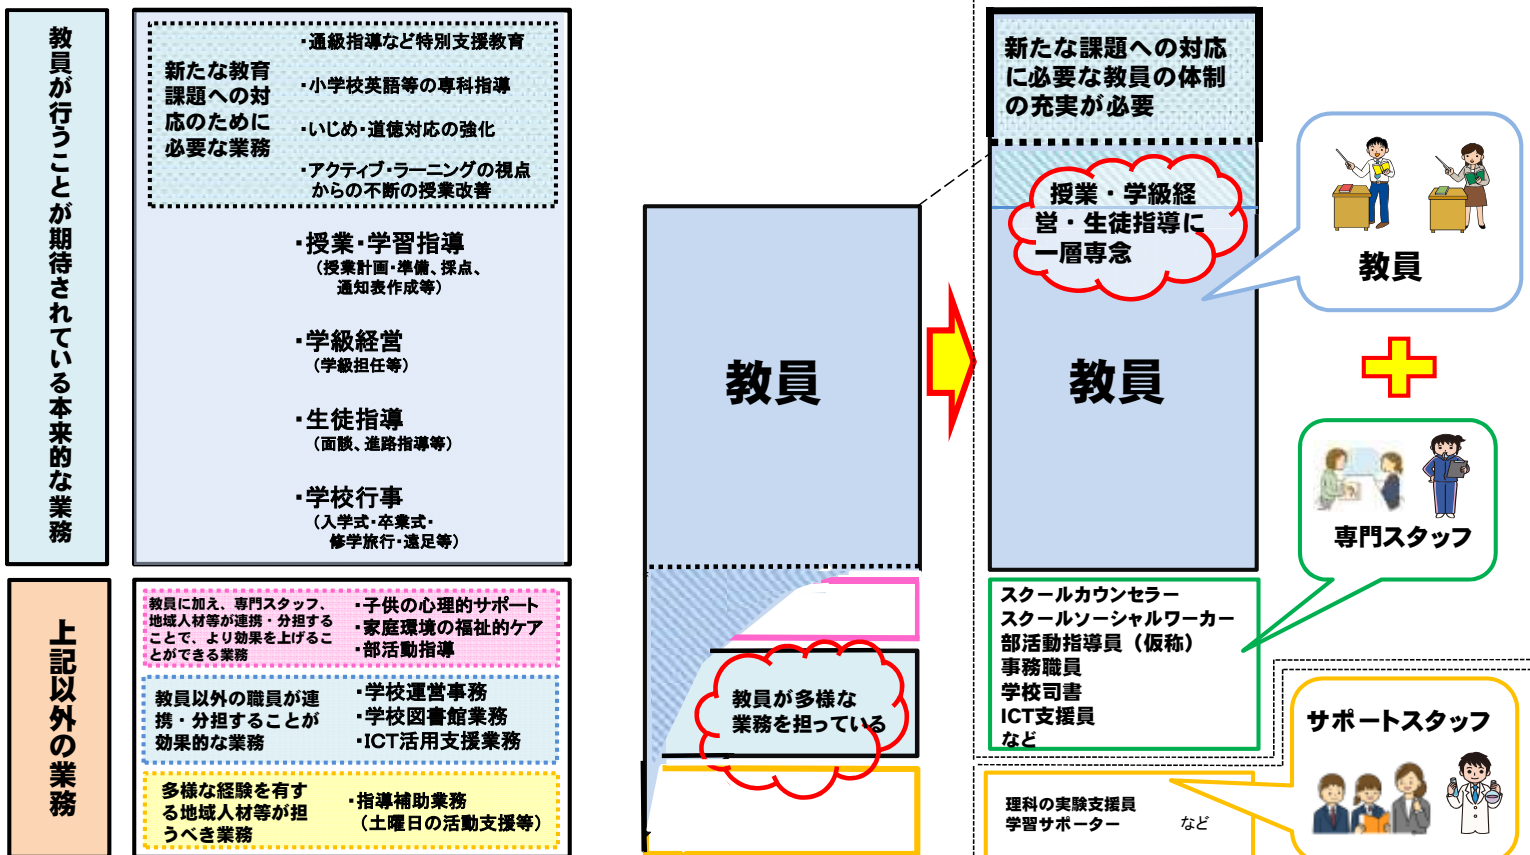 教員が行うことが期待されている本来的な業務
新たな教育
課題への対
応のために
必要な業務
・通級指導など特別支援教育
・小学校英語等の専科指導
・いじめ・道徳対応の強化
・アクティブ・ラーニングの視点
からの不断の授業改善
・授業・学習指導
（授業計画・準備、採点、
通知表作成等）
・学級経営
（学級担任等）
・生徒指導
（面談、進路指導等）
・学校行事
（入学式・卒業式・
修学旅行・遠足等）
上記以外の業務
教員に加え、専門スタッフ、
地域人材等が連携・分担する
ことで、より効果を上げるこ
とができる業務
・子供の心理的サポート
・家庭環境の福祉的ケア
・部活動指導
教員以外の職員が連
携・分担することが
効果的な業務
・学校運営事務
・学校図書館業務
・ICT活用支援業務
多様な経験を有す
る地域人材等が担
うべき業務
・指導補助業務
（土曜日の活動支援等）
教員
教員が多様な
業務を担っている
新たな課題への対応
に必要な教員の体制
の充実が必要
授業・学級経
営・生徒指導に
一層専念
教員
スクールカウンセラー
スクールソーシャルワーカー
部活動指導員（仮称）
事務職員
学校司書
ICT支援員
など
理科の実験支援員
学習サポーター など
教員
専門スタッフ
サポートスタッフ